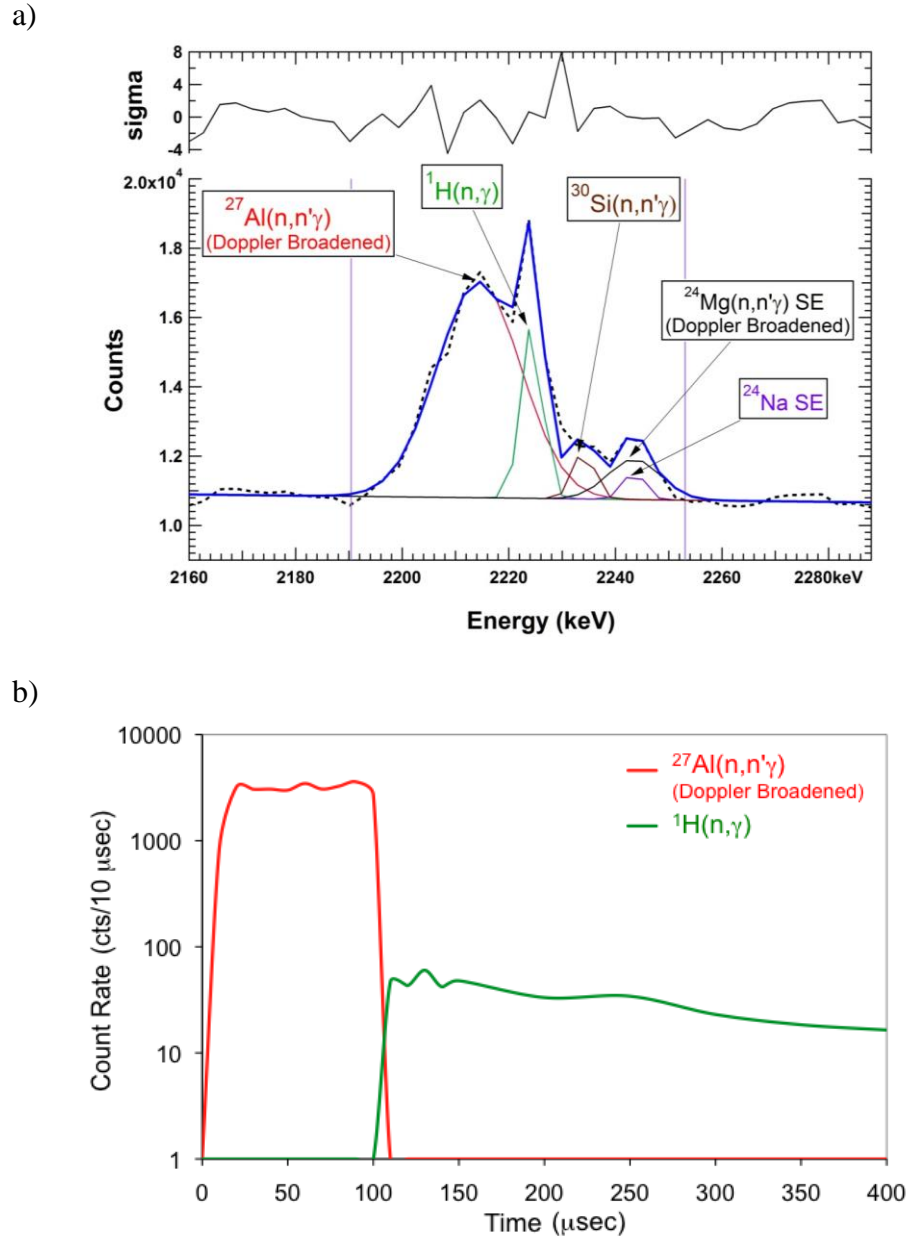 a)
8
4
0
-4
sigma
2.0x10⁴
1.8
1.6
1.4
1.2
1.0
Counts
²⁷Al(n,n'γ)
(Doppler Broadened)
¹H(n,γ)
³⁰Si(n,n'γ)
²⁴Mg(n,n'γ) SE
(Doppler Broadened)
²⁴Na SE
2160 2180 2200 2220 2240 2260 2280keV
Energy (keV)
b)
10000
1000
100
10
1
Count Rate (cts/10 μsec)
²⁷Al(n,n'γ)
(Doppler Broadened)
¹H(n,γ)
0 50 100 150 200 250 300 350 400
Time (μsec)